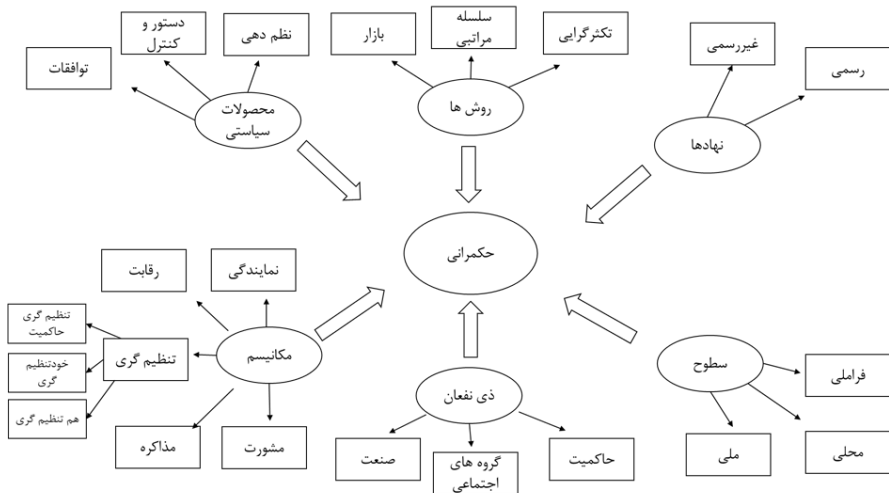 توافقات
دستور و
کنترل
نظم دهی
محصولات
سیاستی
بازار
سلسله
مراتبی
تکثرگرایی
روش ها
غیررسمی
رسمی
نهادها
حکمرانی
رقابت
نمایندگی
مکانیسم
تنظیم گری
تنظیم گری
حاکمیت
خودتنظیم
گری
هم تنظیم گری
مذاکره
مشورت
ذی نفعان
صنعت
گروه های
اجتماعی
حاکمیت
سطوح
فراملی
محلی
ملی